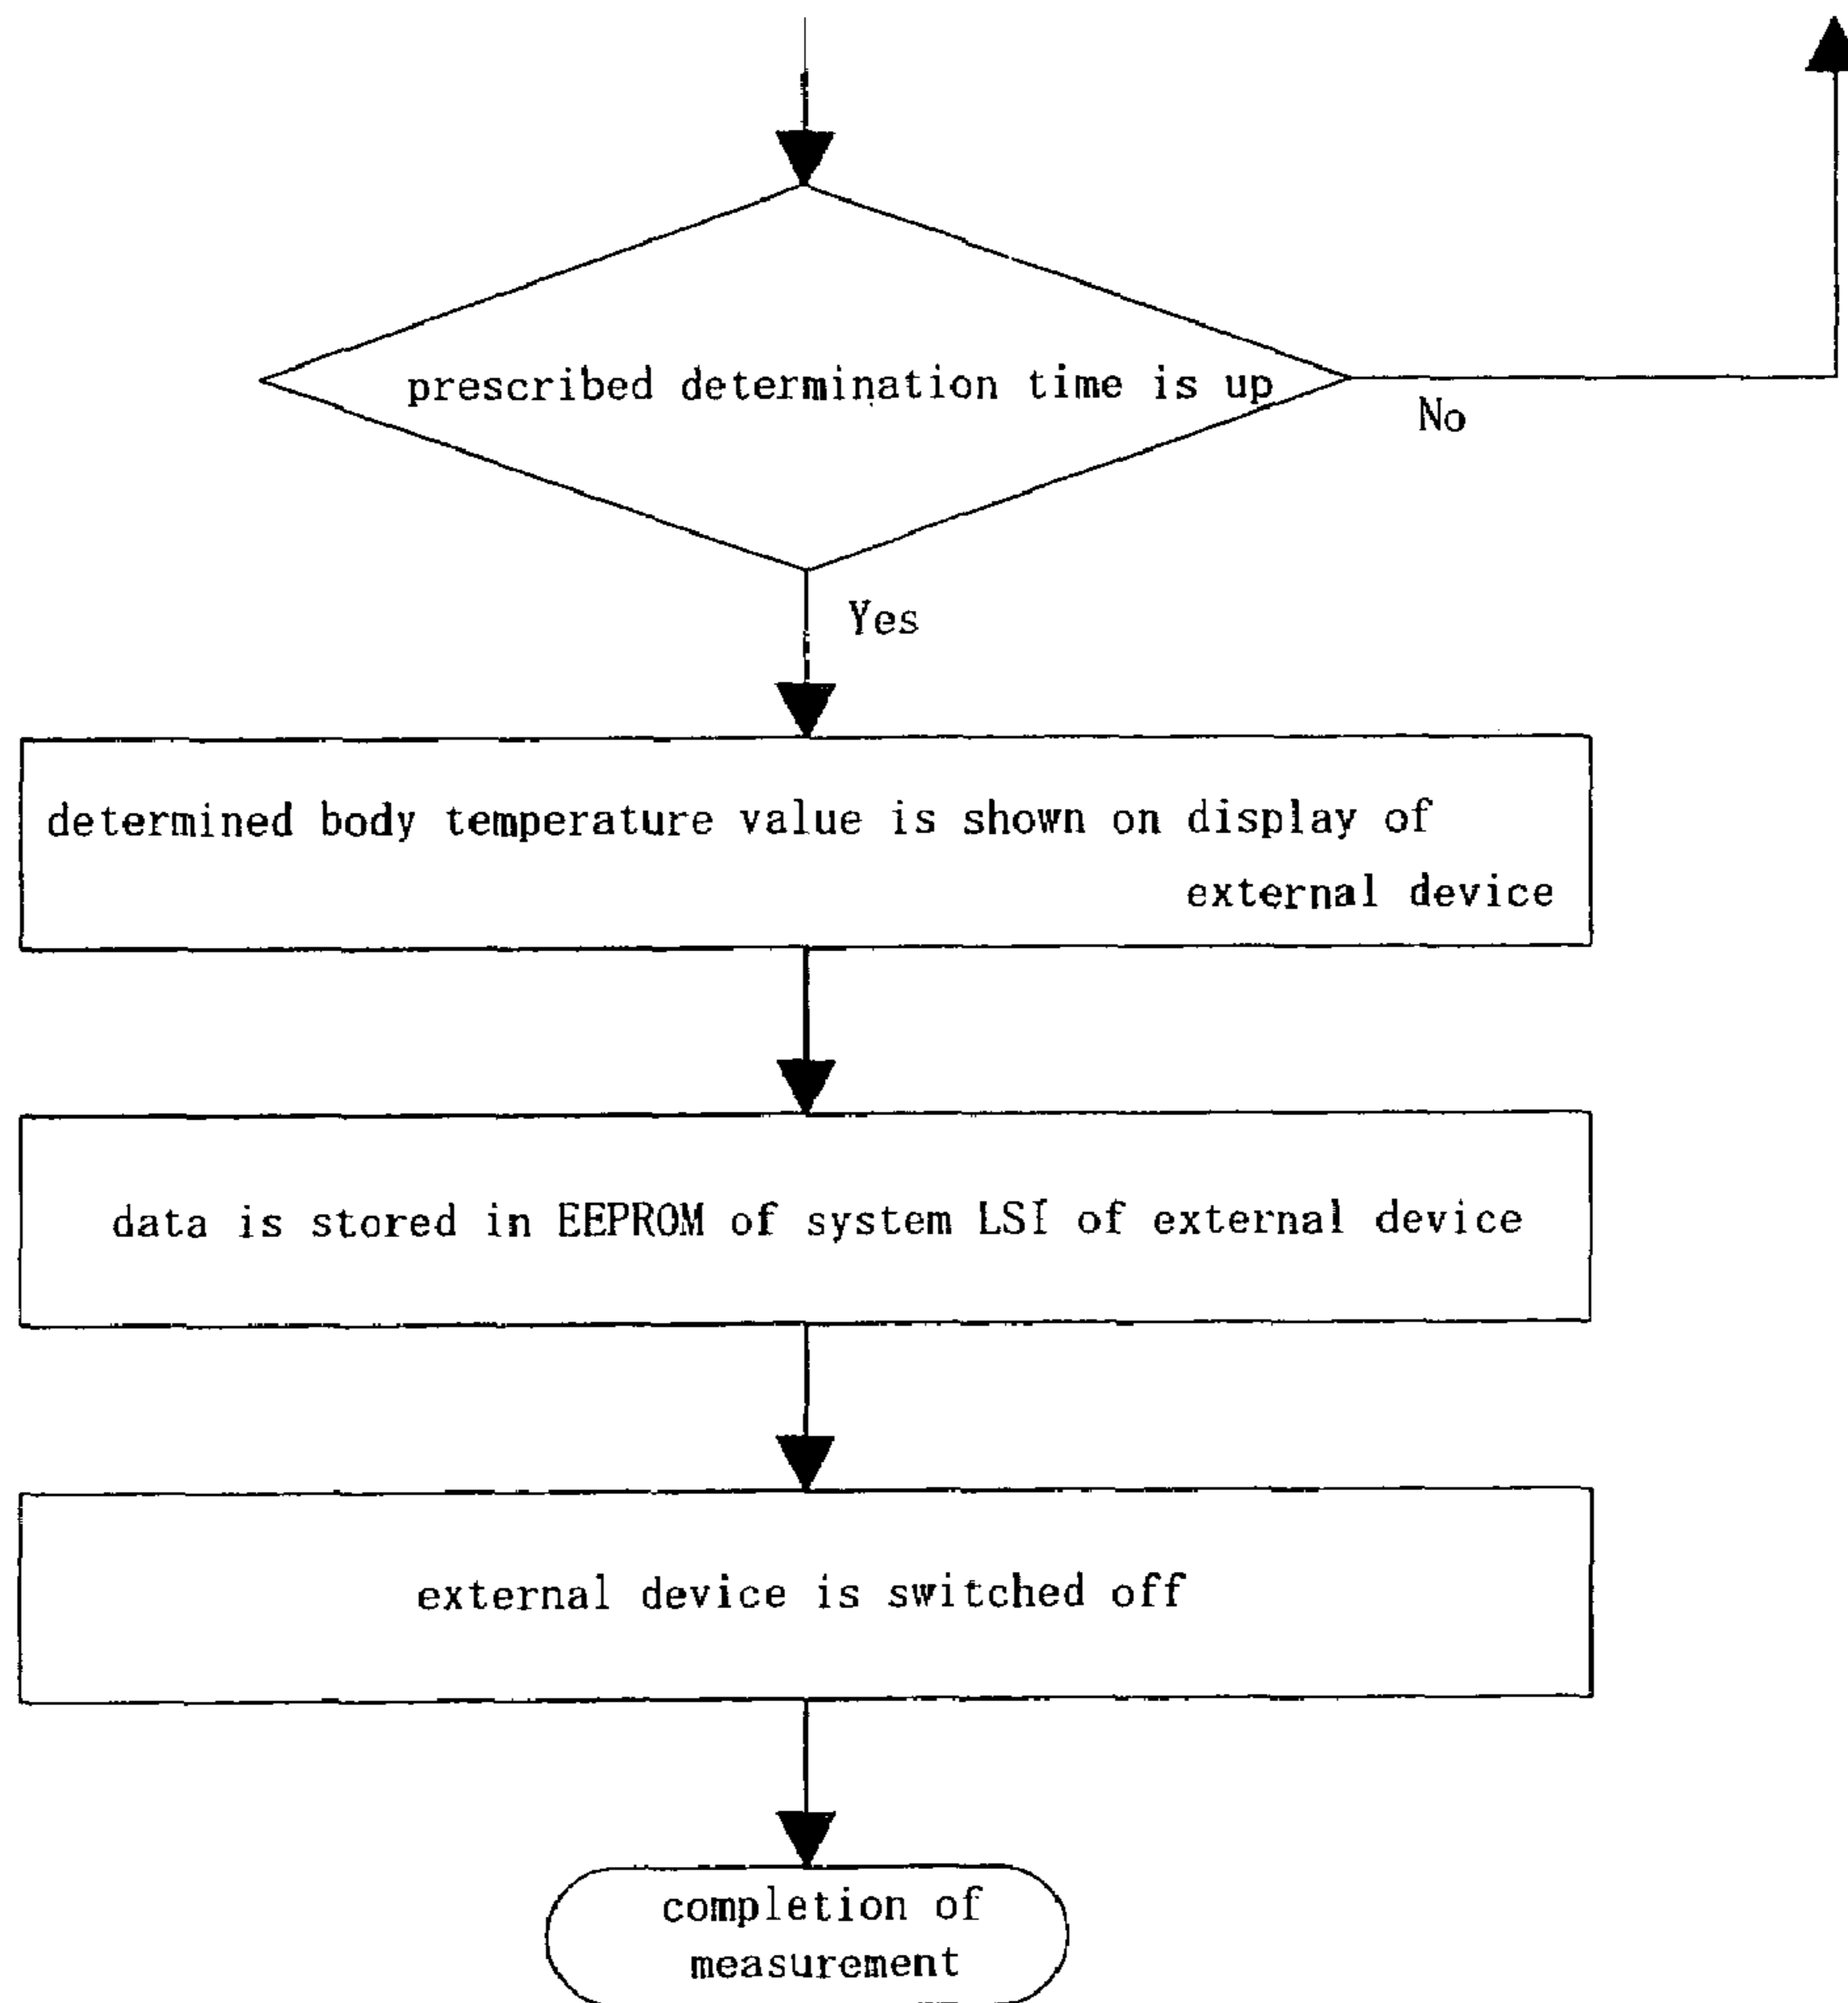 prescribed determination time is up
No
Yes
determined body temperature value is shown on display of
external device
data is stored in EEPROM of system LSI of external device
external device is switched off
completion of
measurement